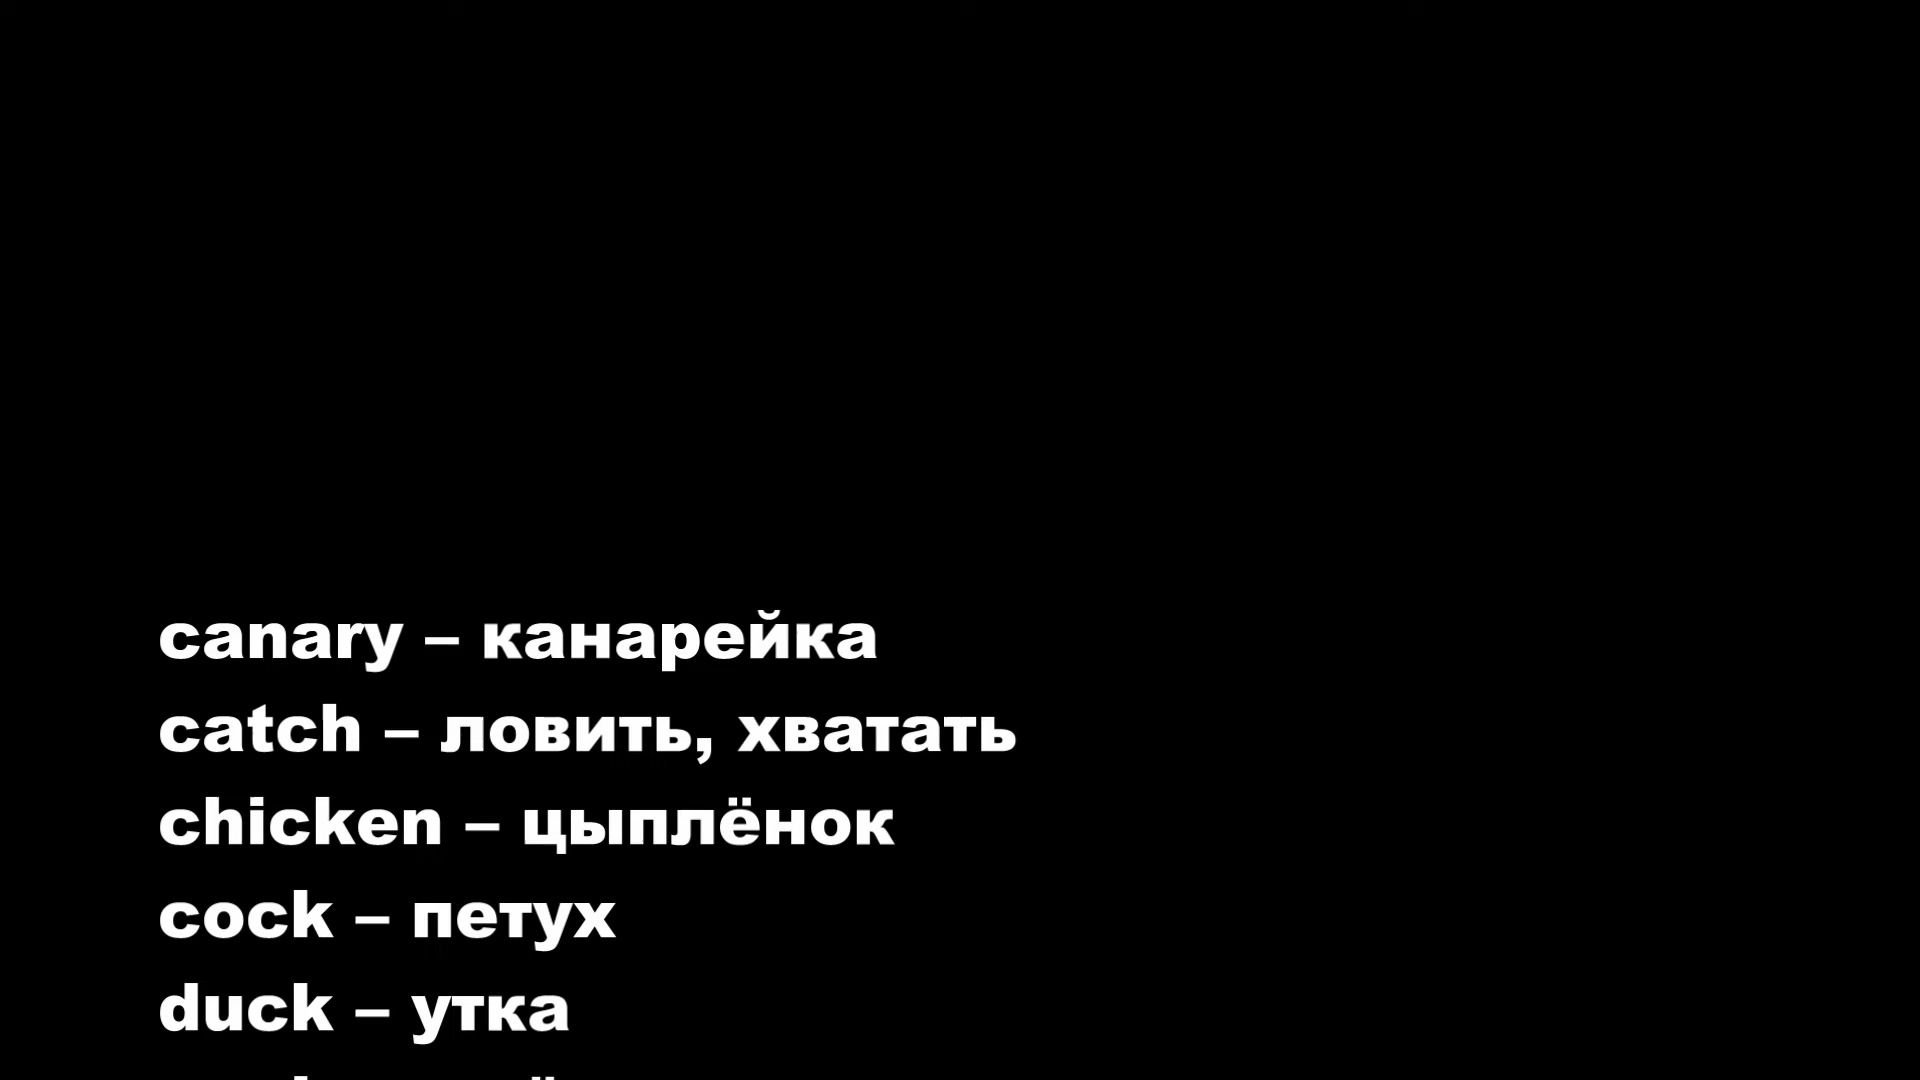 canary – канарейка
catch – ловить, хватать
chicken – цыплёнок
cock – петух
duck – утка